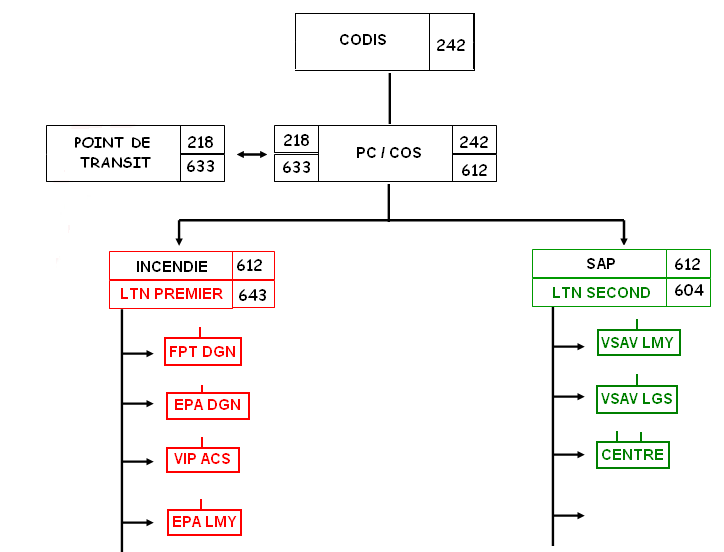 CODIS 242
POINT DE TRANSIT 218 633
218 633 PC / COS 242 612
INCENDIE 612
LTN PREMIER 643
FPT DGN
EPA DGN
VIP ACS
EPA LMY
SAP 612
LTN SECOND 604
VSAV LMY
VSAV LGS
CENTRE